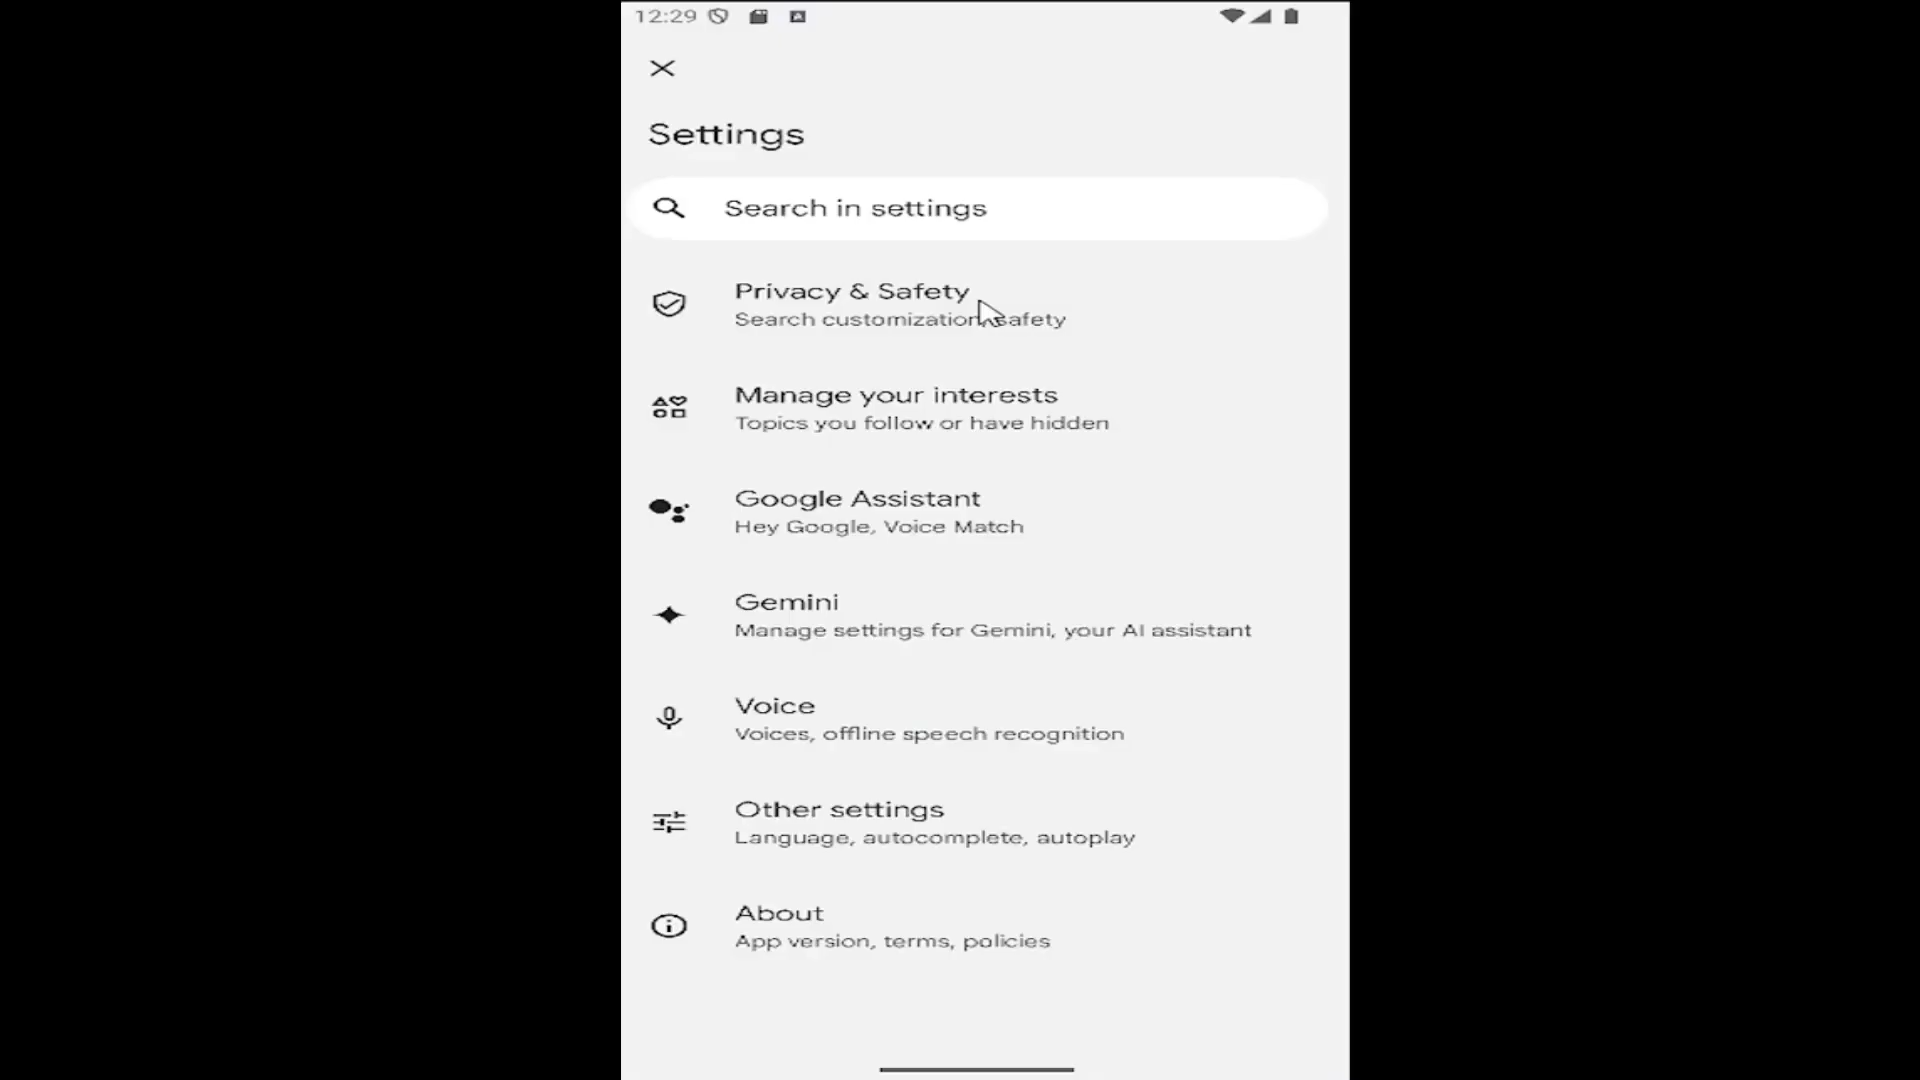 12:29
Settings
Search in settings
Privacy & Safety
Search customization, safety
Manage your interests
Topics you follow or have hidden
Google Assistant
Hey Google, Voice Match
Gemini
Manage settings for Gemini, your AI assistant
Voice
Voices, offline speech recognition
Other settings
Language, autocomplete, autoplay
About
App version, terms, policies